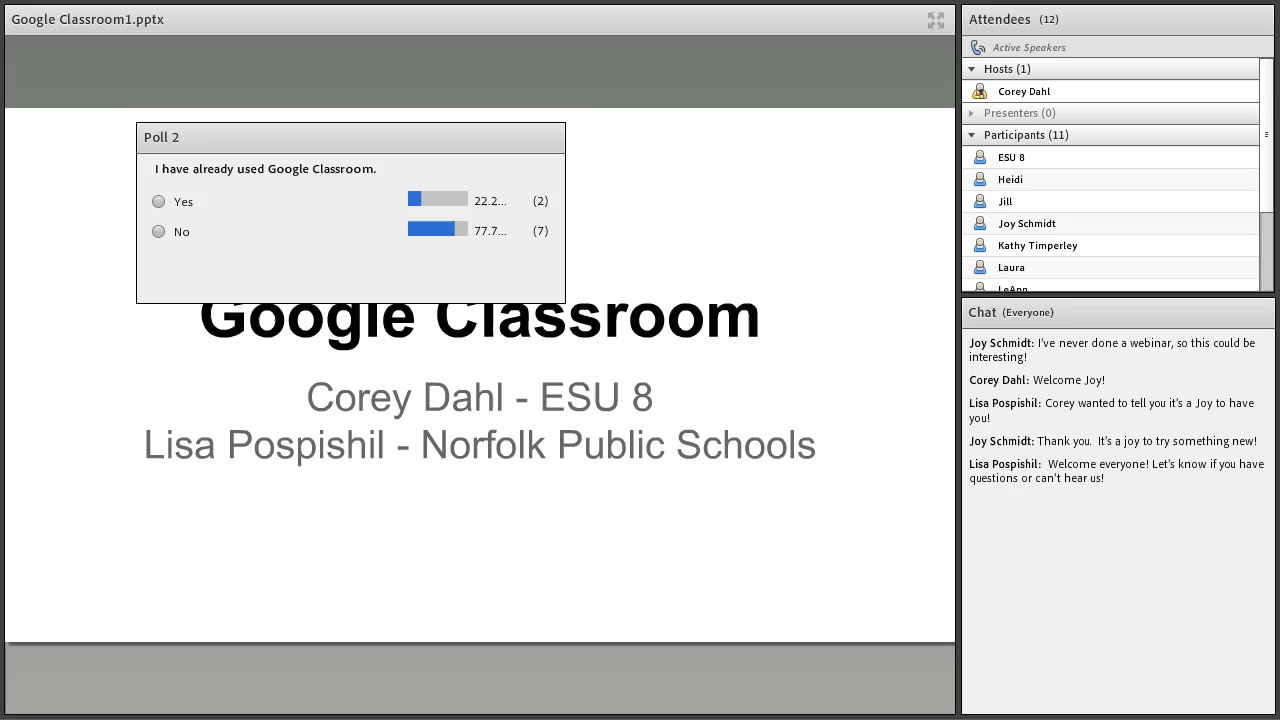 Google Classroom1.pptx
Poll 2
I have already used Google Classroom.
Yes 22.2... (2)
No 77.7... (7)
Google Classroom
Corey Dahl - ESU 8
Lisa Pospishil - Norfolk Public Schools
Attendees (12)
Active Speakers
Hosts (1)
Corey Dahl
Presenters (0)
Participants (11)
ESU 8
Heidi
Jill
Joy Schmidt
Kathy Timperley
Laura
LeAnn
Chat (Everyone)
Joy Schmidt: I've never done a webinar, so this could be
interesting!
Corey Dahl: Welcome Joy!
Lisa Pospishil: Corey wanted to tell you it's a Joy to have
you!
Joy Schmidt: Thank you. It's a joy to try something new!
Lisa Pospishil: Welcome everyone! Let's know if you have
questions or can't hear us!